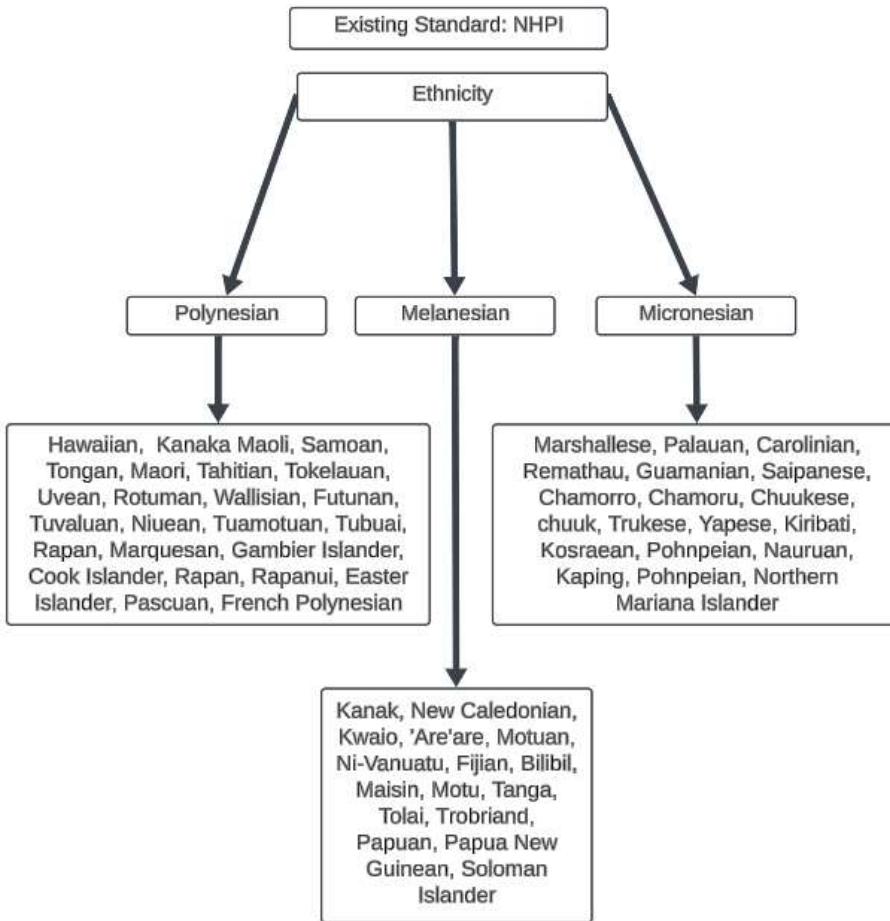 Existing Standard: NHPI
Ethnicity
Polynesian
Melanesian
Micronesian
Hawaiian, Kanaka Maoli, Samoan,
Tongan, Maori, Tahitian, Tokelauan,
Uvean, Rotuman, Wallisian, Futunan,
Tuvaluan, Niuean, Tuamotuan, Tubuai,
Rapan, Marquesan, Gambier Islander,
Cook Islander, Rapan, Rapanui, Easter
Islander, Pascuan, French Polynesian
Marshallese, Palauan, Carolinian,
Remathau, Guamanian, Saipanese,
Chamorro, Chamoru, Chuukese,
chuuk, Trukese, Yapese, Kiribati,
Kosraean, Pohnpeian, Nauruan,
Kaping, Pohnpeian, Northern
Mariana Islander
Kanak, New Caledonian,
Kwaio, 'Are'are, Motuan,
Ni-Vanuatu, Fijian, Bilibil,
Maisin, Motu, Tanga,
Tolai, Trobriand,
Papuan, Papua New
Guinean, Soloman
Islander